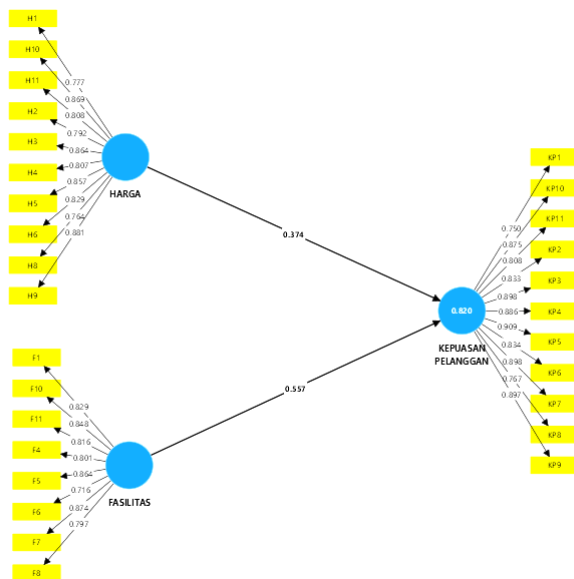 H1
H10
H11
H2
H3
H4
H5
H6
H8
H9
0.777
0.869
0.808
0.792
0.864
0.807
0.857
0.829
0.764
0.881
HARGA
0.374
F1
F10
F11
F4
F5
F6
F7
F8
0.829
0.848
0.816
0.801
0.864
0.716
0.874
0.797
FASILITAS
0.557
0.820
KEPUASAN
PELANGGAN
0.750
0.875
0.808
0.833
0.898
0.886
0.909
0.834
0.898
0.767
0.897
KP1
KP10
KP11
KP2
KP3
KP4
KP5
KP6
KP7
KP8
KP9